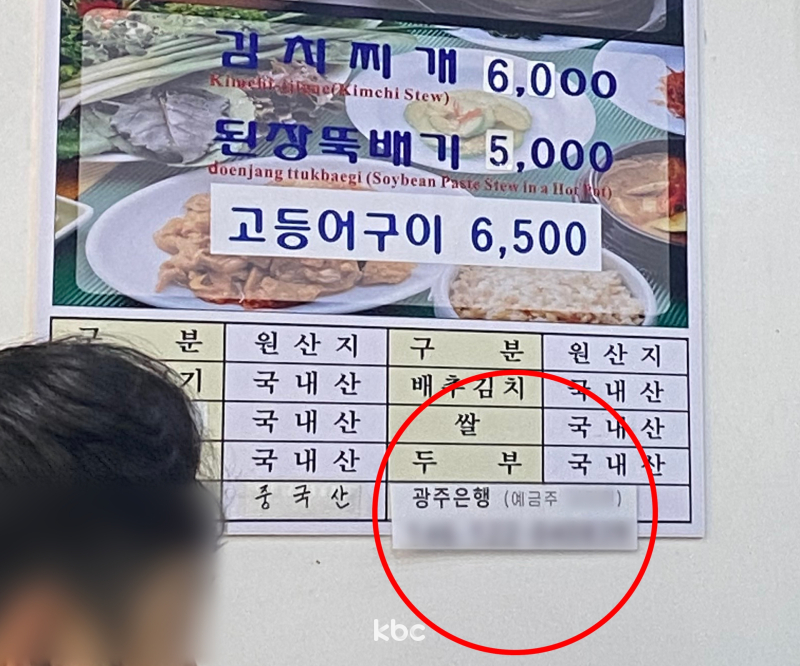 김치찌개 6,000
(Kimchi Stew)
된장뚝배기 5,000
doenjang ttukbaegi (Soybean Paste Stew in a Hot Pot)
고등어구이 6,500
구 분 원산지 구 분 원산지
기 국내산 배추김치 국내산
국내산 쌀 국내산
국내산 두 부 국내산
중국산 광주은행 (예금주 )
kbc